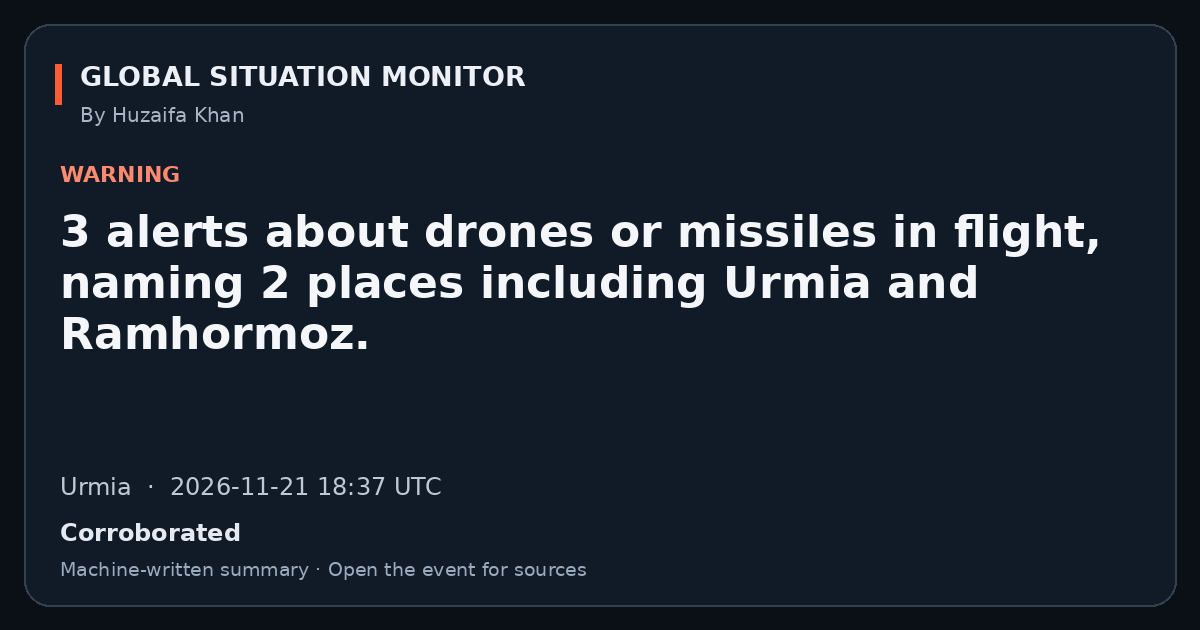 GLOBAL SITUATION MONITOR
By Huzaifa Khan
WARNING
3 alerts about drones or missiles in flight,
naming 2 places including Urmia and
Ramhormoz.
Urmia · 2026-11-21 18:37 UTC
Corroborated
Machine-written summary · Open the event for sources